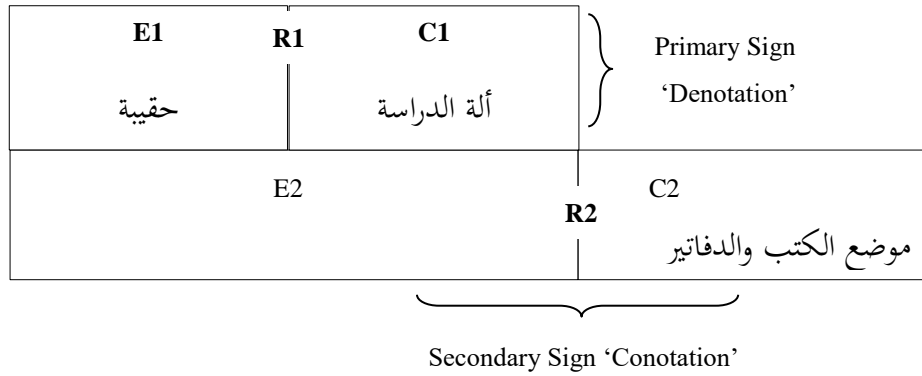 E1 R1 C1
Primary Sign
‘Denotation’
حقيبة
ألة الدراسة
E2
R2
C2
موضع الكتب والدفاتير
Secondary Sign ‘Conotation’